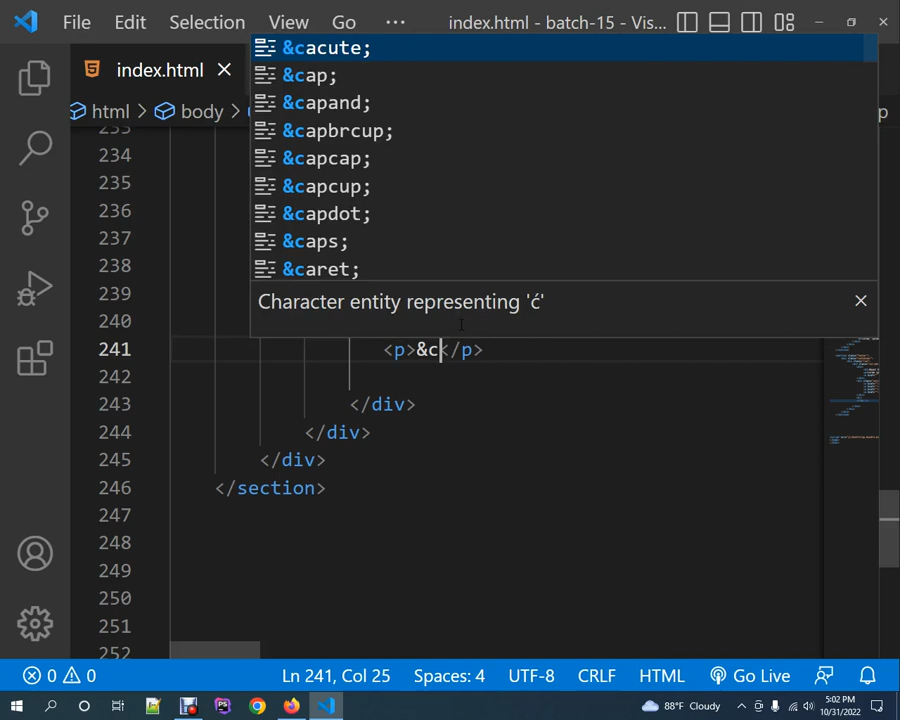 File Edit Selection View Go ··· index.html - batch-15 - Vis...
index.html
html > body >
p
&cacute;
&cap;
&capand;
&capbrcup;
&capcap;
&capcup;
&capdot;
&caps;
&caret;
Character entity representing 'ć'
233
234
235
236
237
238
239
240
241 <p>&c</p>
242
243 </div>
244 </div>
245 </div>
246 </section>
247
248
249
250
251
252
0 0 Ln 241, Col 25 Spaces: 4 UTF-8 CRLF HTML Go Live
88°F Cloudy
5:02 PM
10/31/2022